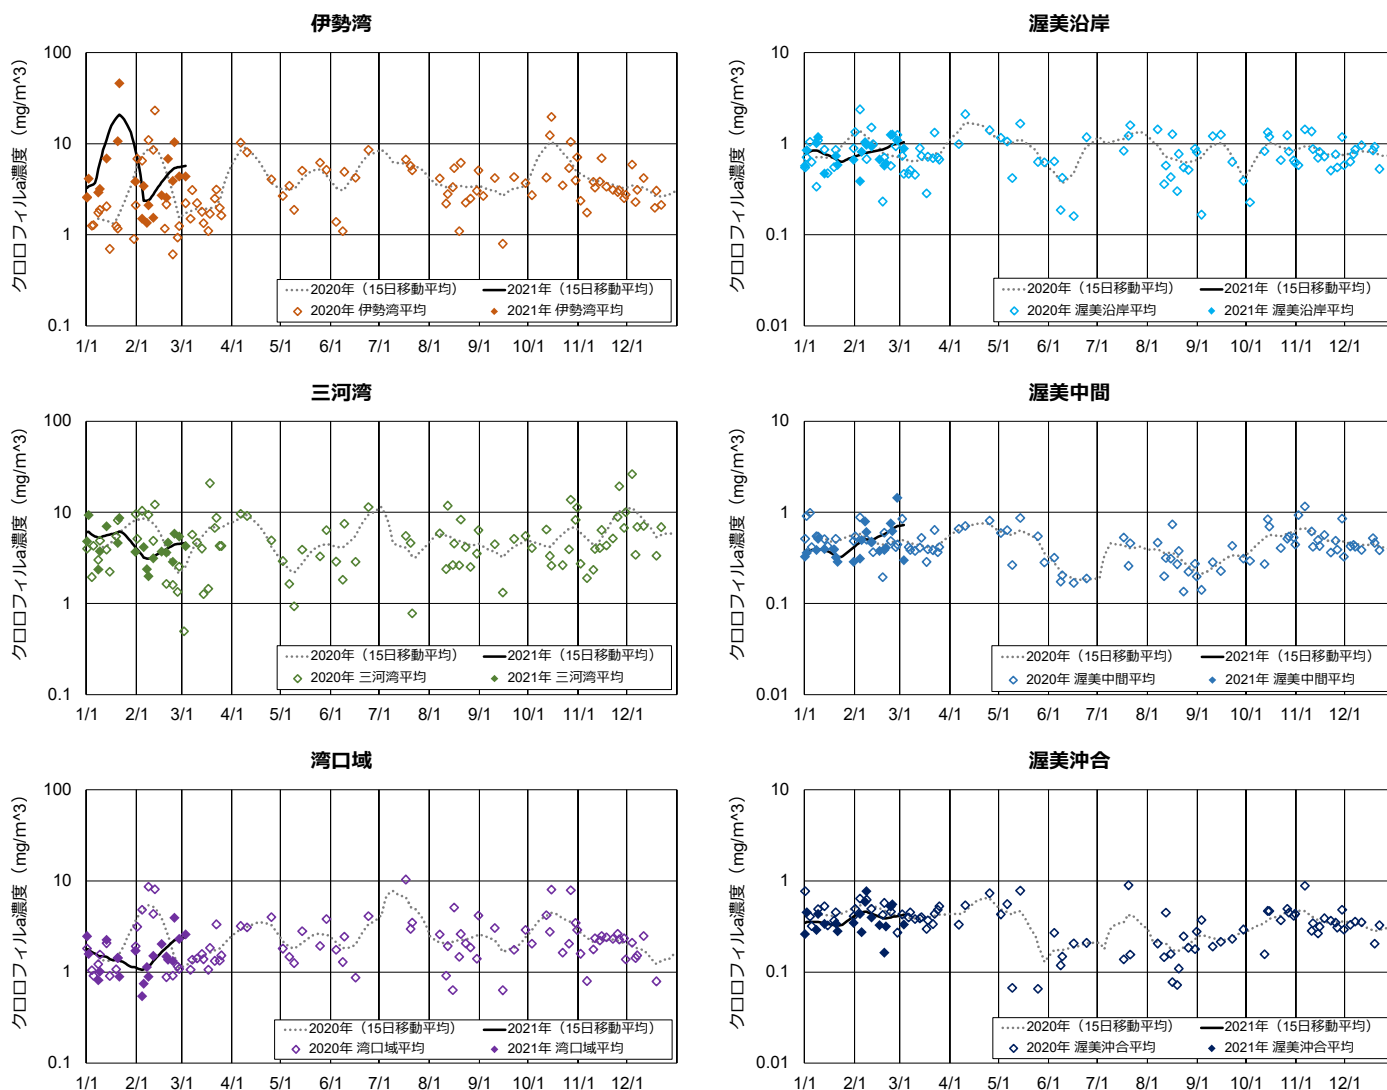 伊勢湾
クロロフィルa濃度（mg/m^3）
100
10
1
0.1
2020年（15日移動平均）
2021年（15日移動平均）
2020年 伊勢湾平均
2021年 伊勢湾平均
1/1 2/1 3/1 4/1 5/1 6/1 7/1 8/1 9/1 10/1 11/1 12/1
渥美沿岸
クロロフィルa濃度（mg/m^3）
10
1
0.1
0.01
2020年（15日移動平均）
2021年（15日移動平均）
2020年 渥美沿岸平均
2021年 渥美沿岸平均
1/1 2/1 3/1 4/1 5/1 6/1 7/1 8/1 9/1 10/1 11/1 12/1
三河湾
クロロフィルa濃度（mg/m^3）
100
10
1
0.1
2020年（15日移動平均）
2021年（15日移動平均）
2020年 三河湾平均
2021年 三河湾平均
1/1 2/1 3/1 4/1 5/1 6/1 7/1 8/1 9/1 10/1 11/1 12/1
渥美中間
クロロフィルa濃度（mg/m^3）
10
1
0.1
0.01
2020年（15日移動平均）
2021年（15日移動平均）
2020年 渥美中間平均
2021年 渥美中間平均
1/1 2/1 3/1 4/1 5/1 6/1 7/1 8/1 9/1 10/1 11/1 12/1
湾口域
クロロフィルa濃度（mg/m^3）
100
10
1
0.1
2020年（15日移動平均）
2021年（15日移動平均）
2020年 湾口域平均
2021年 湾口域平均
1/1 2/1 3/1 4/1 5/1 6/1 7/1 8/1 9/1 10/1 11/1 12/1
渥美沖合
クロロフィルa濃度（mg/m^3）
10
1
0.1
0.01
2020年（15日移動平均）
2021年（15日移動平均）
2020年 渥美沖合平均
2021年 渥美沖合平均
1/1 2/1 3/1 4/1 5/1 6/1 7/1 8/1 9/1 10/1 11/1 12/1